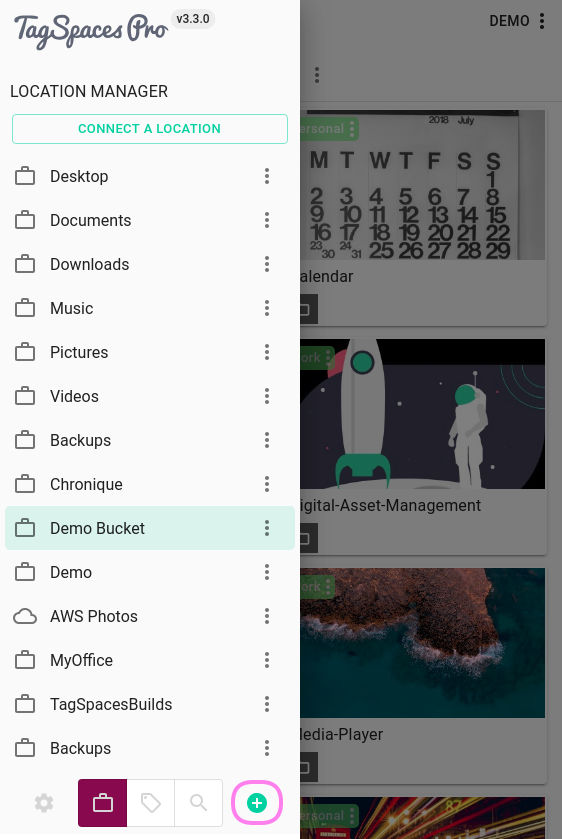 TagSpaces Pro v3.3.0
DEMO
LOCATION MANAGER
CONNECT A LOCATION
Desktop
Documents
Downloads
Music
Pictures
Videos
Backups
Chronique
Demo Bucket
Demo
AWS Photos
MyOffice
TagSpacesBuilds
Backups
ersonal
2018 July
M T W T F S S
1
2 3 4 5 6 7 8
9 10 11 12 13 14 15
16 17 18 19 20 21 22
23 24 25 26 27 28 29
30 31
alendar
ork
igital-Asset-Management
ork
edia-Player
ersonal
87